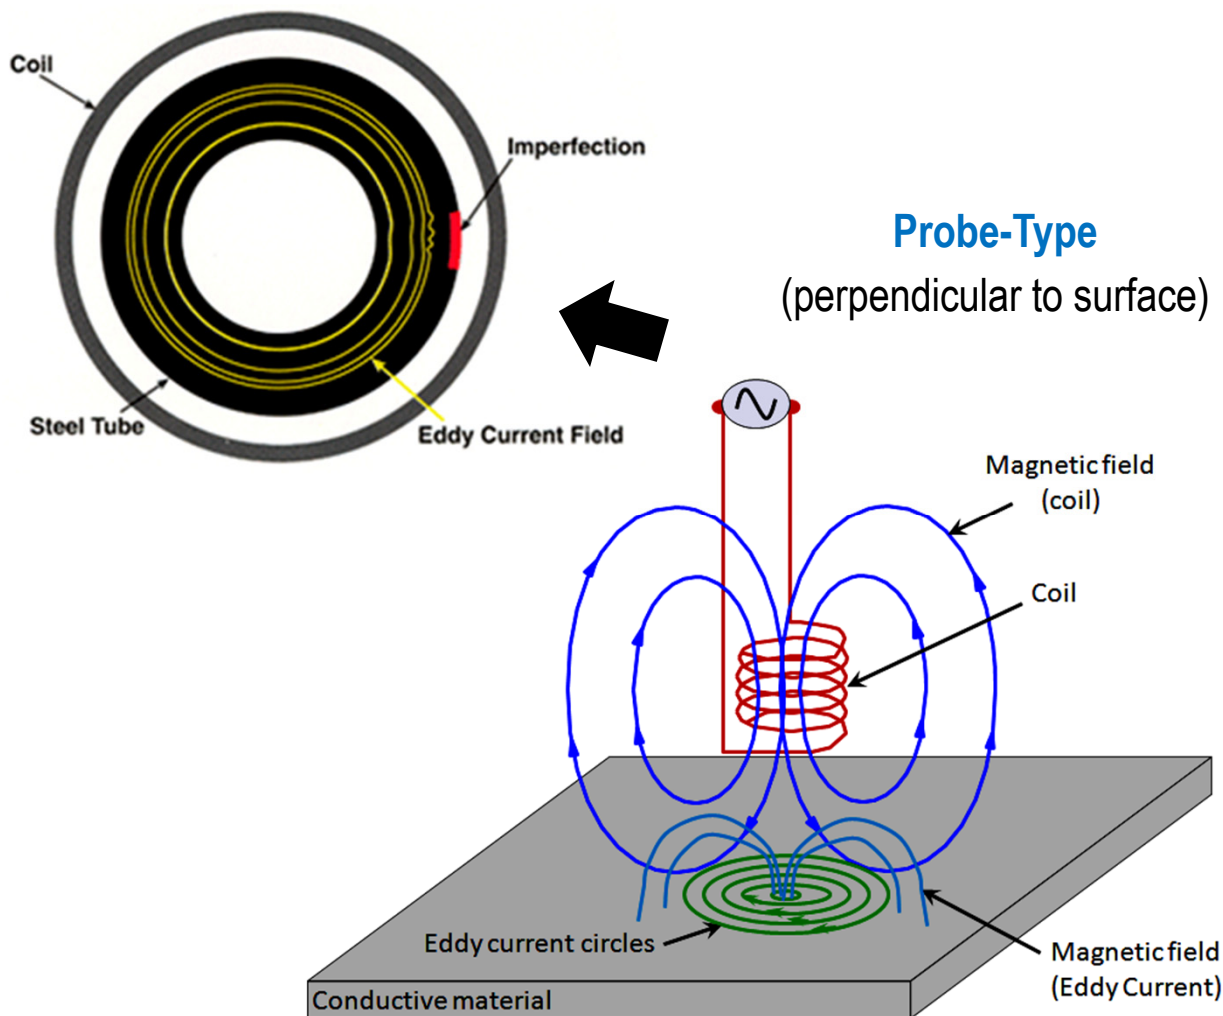 Coil
Imperfection
Steel Tube
Eddy Current Field
Probe-Type
(perpendicular to surface)
Magnetic field
(coil)
Coil
Eddy current circles
Magnetic field
(Eddy Current)
Conductive material